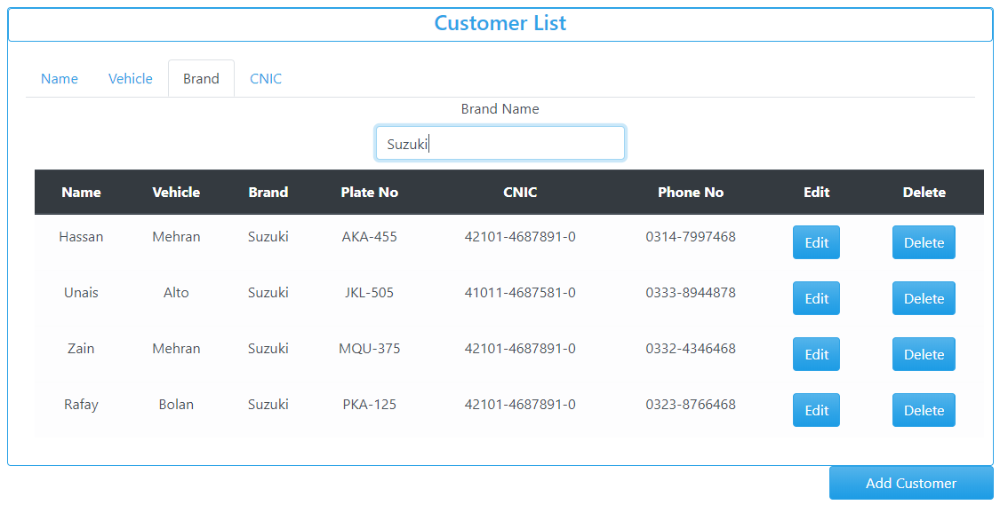 Customer List
Name Vehicle Brand CNIC
Brand Name
Suzuki
Name Vehicle Brand Plate No CNIC Phone No Edit Delete
Hassan Mehran Suzuki AKA-455 42101-4687891-0 0314-7997468 Edit Delete
Unais Alto Suzuki JKL-505 41011-4687581-0 0333-8944878 Edit Delete
Zain Mehran Suzuki MQU-375 42101-4687891-0 0332-4346468 Edit Delete
Rafay Bolan Suzuki PKA-125 42101-4687891-0 0323-8766468 Edit Delete
Add Customer